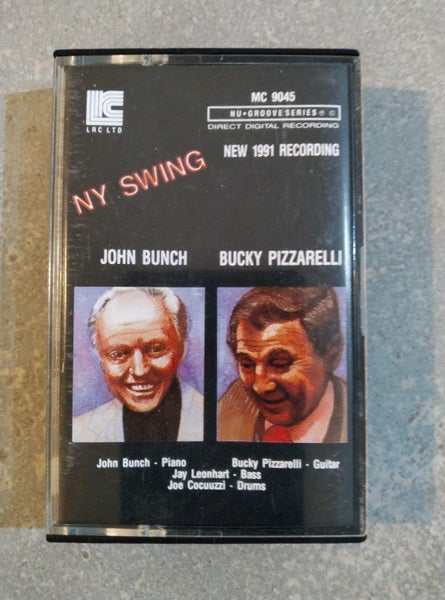 LRC LTD
MC 9045
NU•GROOVE SERIES ℗ ©
DIRECT DIGITAL RECORDING
NEW 1991 RECORDING
NY SWING
JOHN BUNCH
BUCKY PIZZARELLI
John Bunch - Piano
Bucky Pizzarelli - Guitar
Jay Leonhart - Bass
Joe Cocuuzzi - Drums